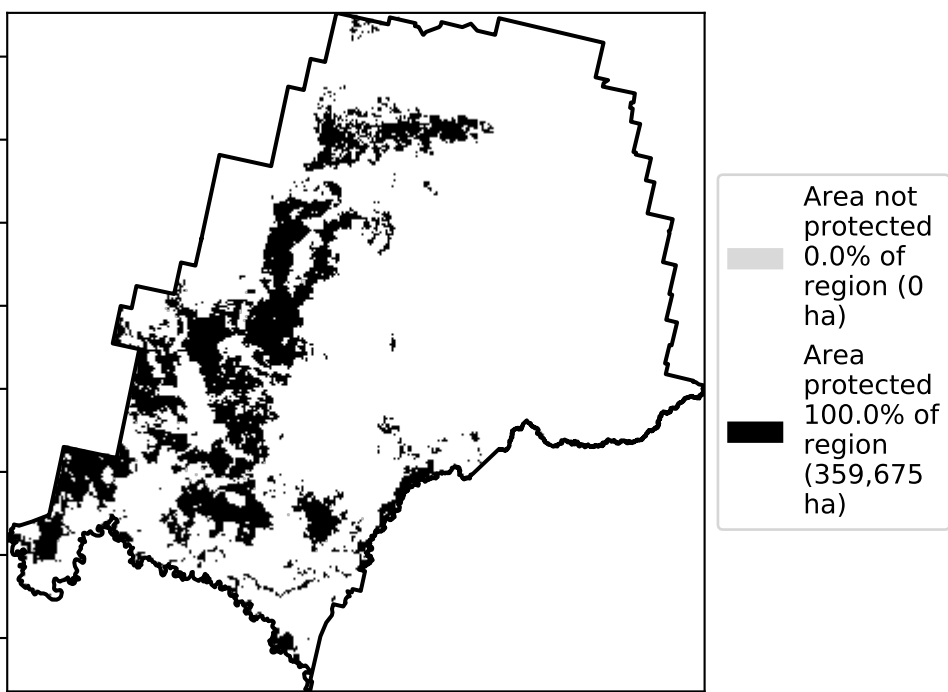 Area not
protected
0.0% of
region (0
ha)
Area
protected
100.0% of
region
(359,675
ha)